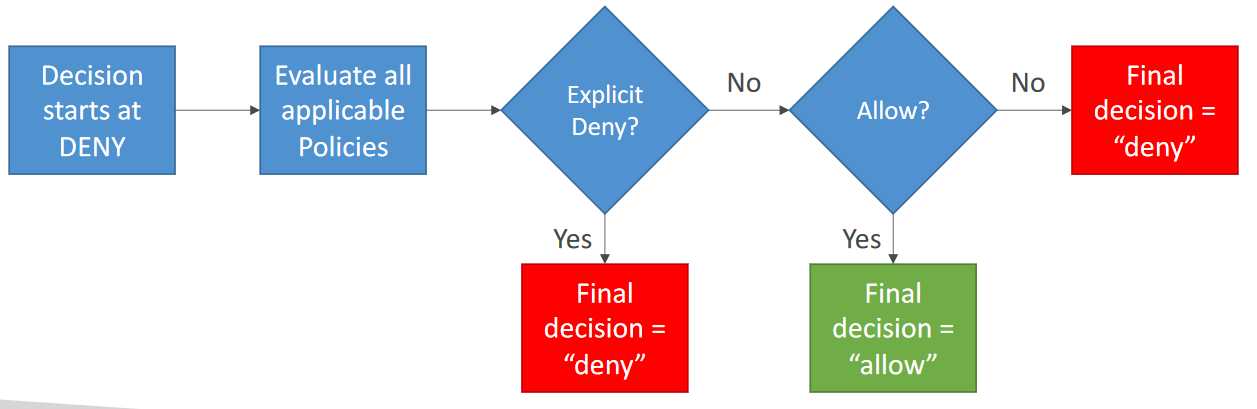 Decision
starts at
DENY
Evaluate all
applicable
Policies
Explicit
Deny?
No
Allow?
No
Final
decision =
“deny”
Yes
Final
decision =
“deny”
Yes
Final
decision =
“allow”